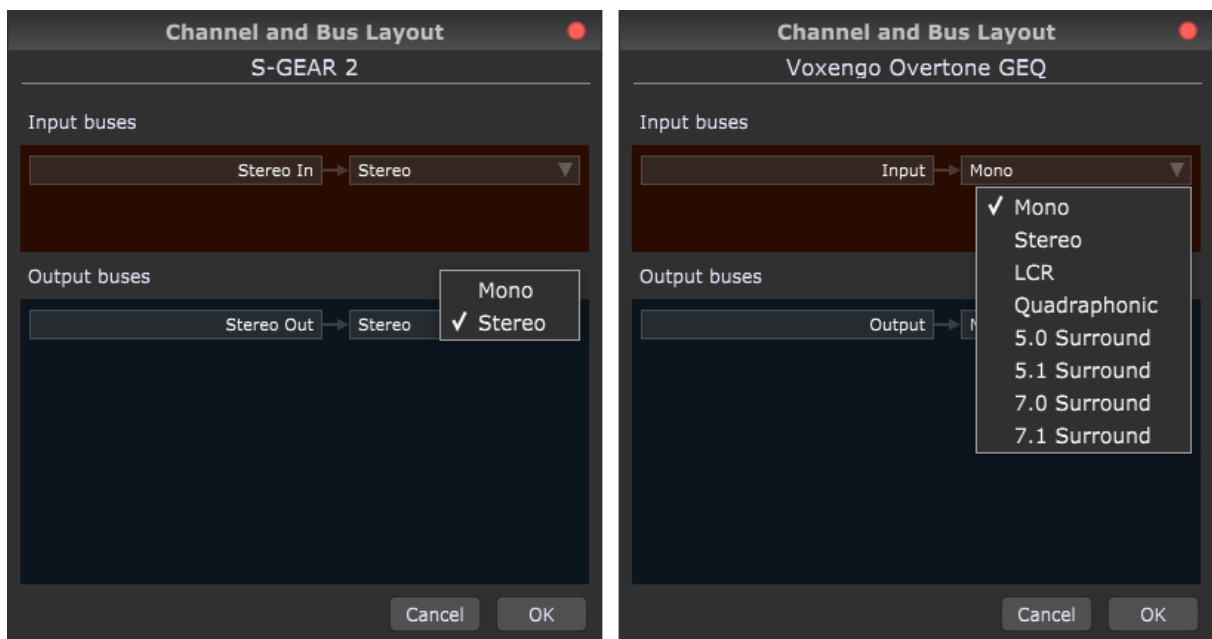 Channel and Bus Layout
S-GEAR 2
Input buses
Stereo In
Stereo
Output buses
Mono
Stereo Out
Stereo
✓ Stereo
Cancel
OK
Channel and Bus Layout
Voxengo Overtone GEQ
Input buses
Input
Mono
✓ Mono
Stereo
LCR
Quadraphonic
5.0 Surround
5.1 Surround
7.0 Surround
7.1 Surround
Output buses
Output
Cancel
OK